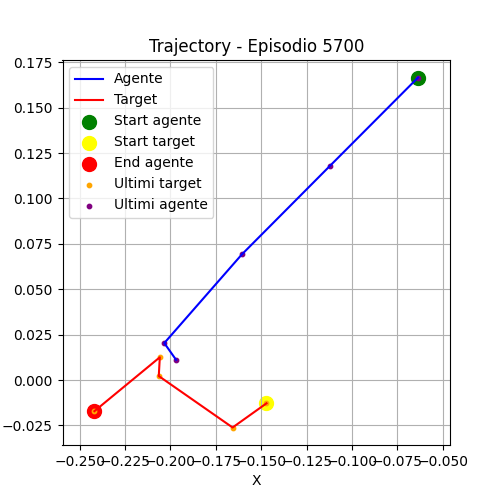 Trajectory - Episodio 5700
Agente
Target
Start agente
Start target
End agente
Ultimi target
Ultimi agente
0.175
0.150
0.125
0.100
0.075
0.050
0.025
0.000
−0.025
−0.250 −0.225 −0.200 −0.175 −0.150 −0.125 −0.100 −0.075 −0.050
X